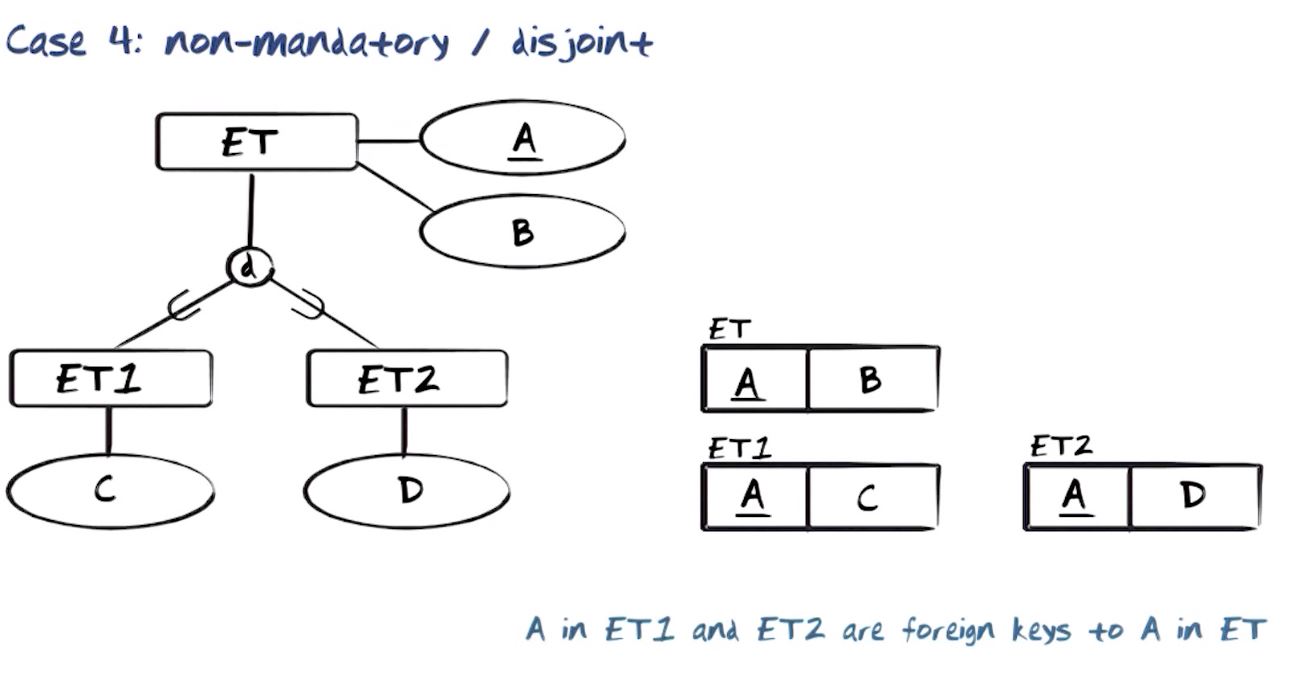 Case 4: non-mandatory / disjoint
ET
A
B
d
ET1
ET2
C
D
ET
A B
ET1
A C
ET2
A D
A in ET1 and ET2 are foreign keys to A in ET